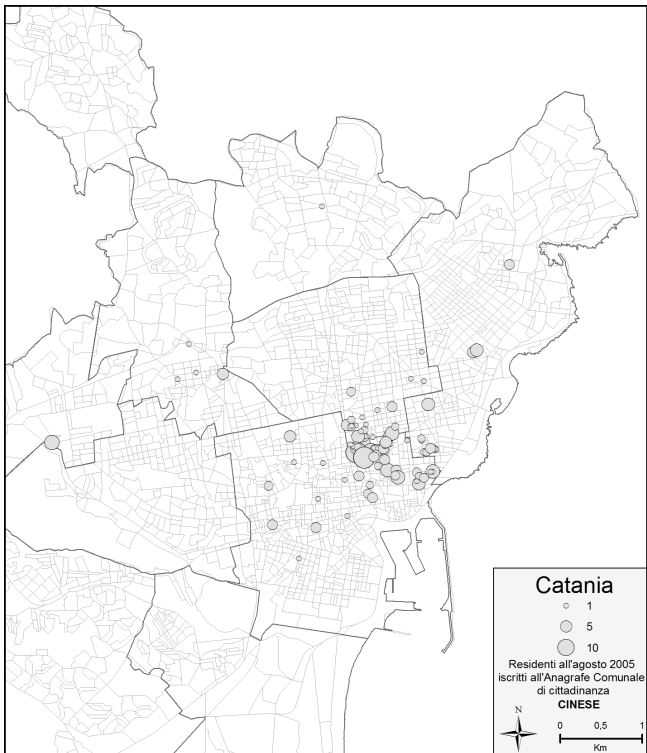 Catania
1
5
10
Residenti all'agosto 2005
iscritti all'Anagrafe Comunale
di cittadinanza
CINESE
N
0 0,5 1
Km